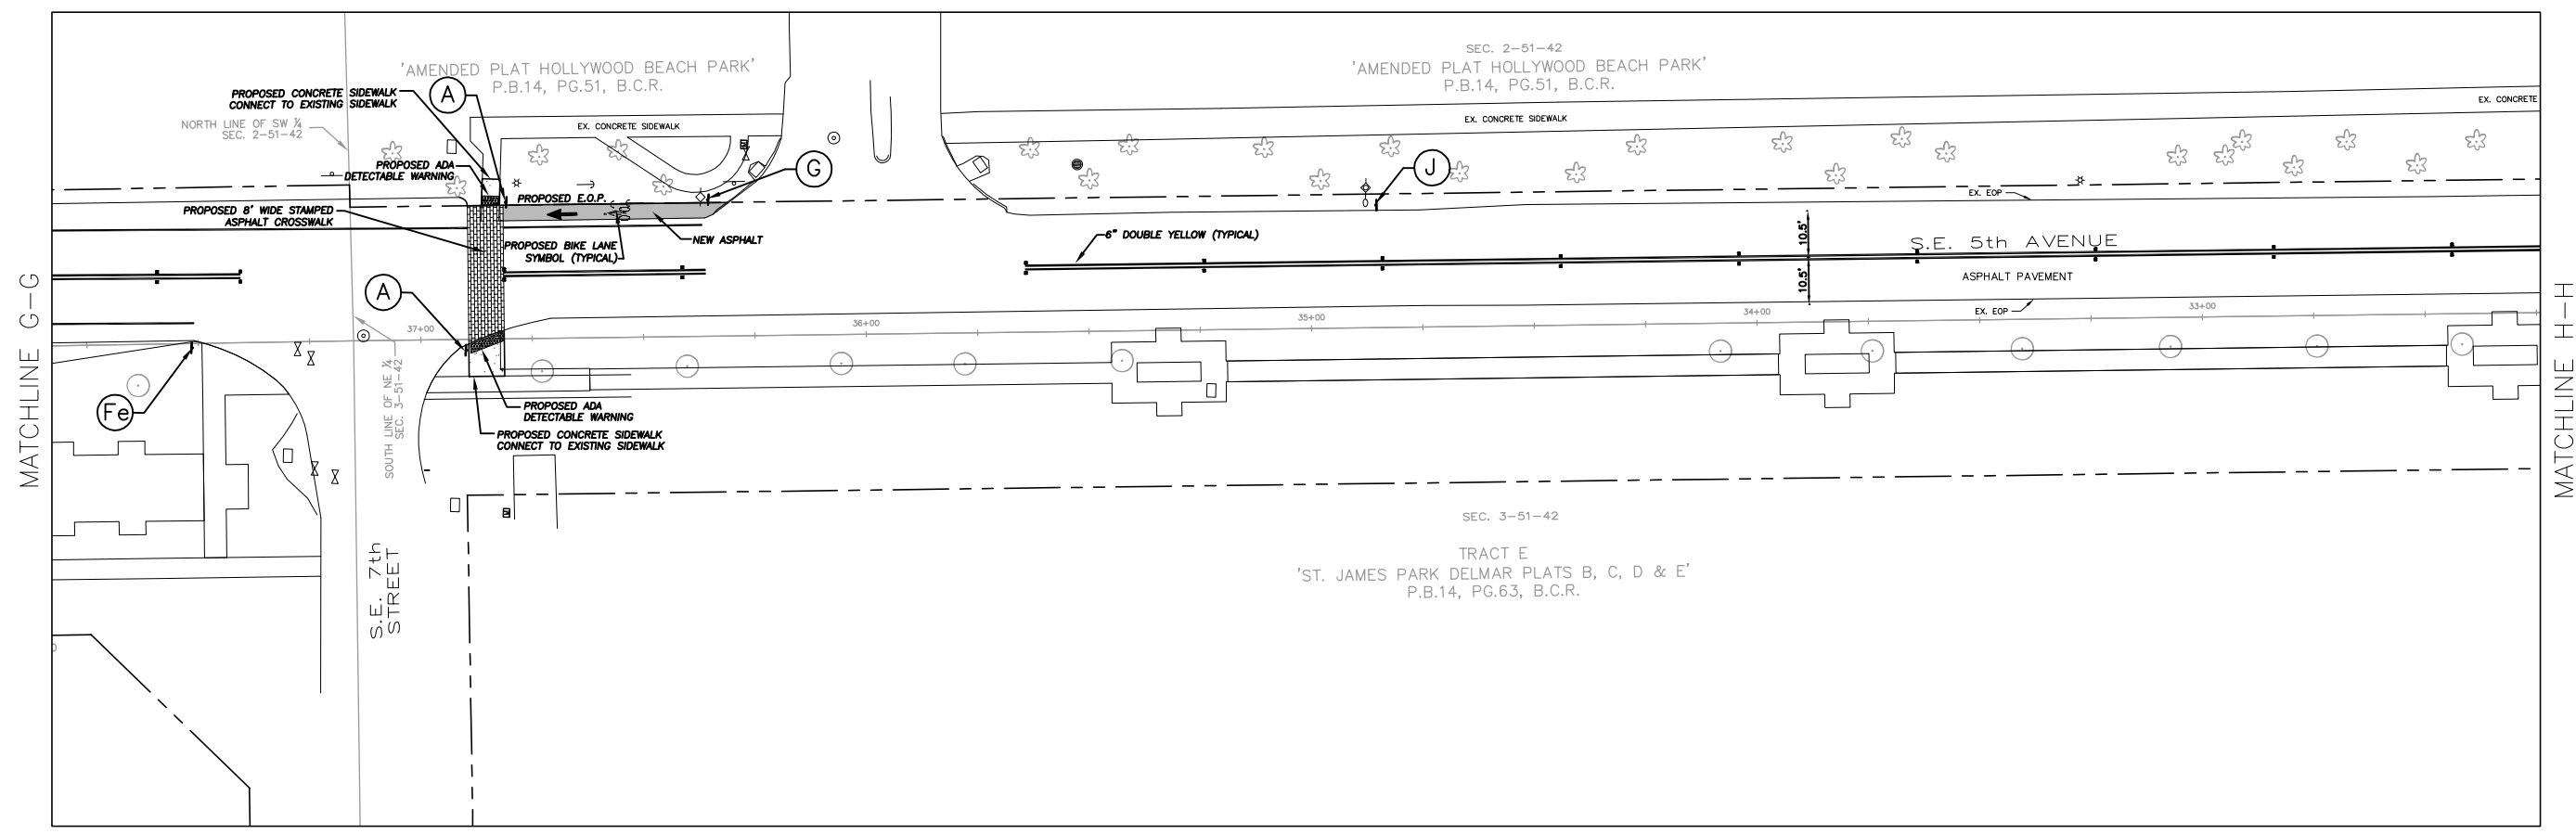 SEC. 2-51-42
'AMENDED PLAT HOLLYWOOD BEACH PARK'
P.B.14, PG.51, B.C.R.
'AMENDED PLAT HOLLYWOOD BEACH PARK'
P.B.14, PG.51, B.C.R.
PROPOSED CONCRETE SIDEWALK
CONNECT TO EXISTING SIDEWALK
A
NORTH LINE OF SW ¼
SEC. 2-51-42
EX. CONCRETE SIDEWALK
EX. CONCRETE SIDEWALK
EX. CONCRETE
PROPOSED ADA
DETECTABLE WARNING
G
J
PROPOSED E.O.P.
EX. EOP
PROPOSED 8' WIDE STAMPED
ASPHALT CROSSWALK
PROPOSED BIKE LANE
SYMBOL (TYPICAL)
NEW ASPHALT
6" DOUBLE YELLOW (TYPICAL)
10.5'
10.5'
S.E. 5th AVENUE
ASPHALT PAVEMENT
EX. EOP
A
37+00
36+00
35+00
34+00
33+00
MATCHLINE G-G
MATCHLINE H-H
SOUTH LINE OF NE ¼
SEC. 3-51-42
Fe
PROPOSED ADA
DETECTABLE WARNING
PROPOSED CONCRETE SIDEWALK
CONNECT TO EXISTING SIDEWALK
S.E. 7th
STREET
SEC. 3-51-42
TRACT E
'ST. JAMES PARK DELMAR PLATS B, C, D & E'
P.B.14, PG.63, B.C.R.